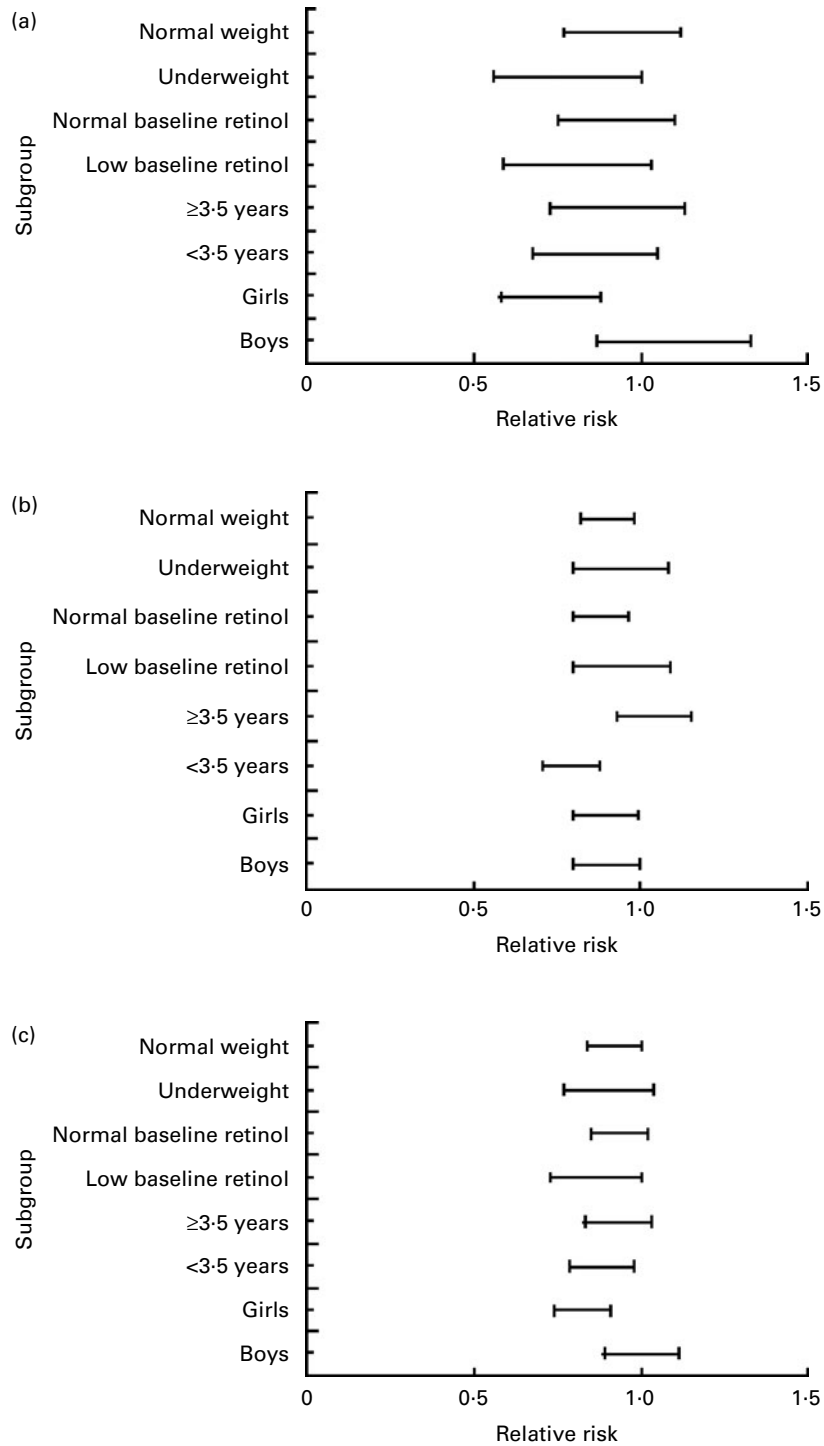 (a)
Normal weight
Underweight
Normal baseline retinol
Low baseline retinol
≥3·5 years
<3·5 years
Girls
Boys
Subgroup
0 0·5 1·0 1·5
Relative risk
(b)
Normal weight
Underweight
Normal baseline retinol
Low baseline retinol
≥3·5 years
<3·5 years
Girls
Boys
Subgroup
0 0·5 1·0 1·5
Relative risk
(c)
Normal weight
Underweight
Normal baseline retinol
Low baseline retinol
≥3·5 years
<3·5 years
Girls
Boys
Subgroup
0 0·5 1·0 1·5
Relative risk